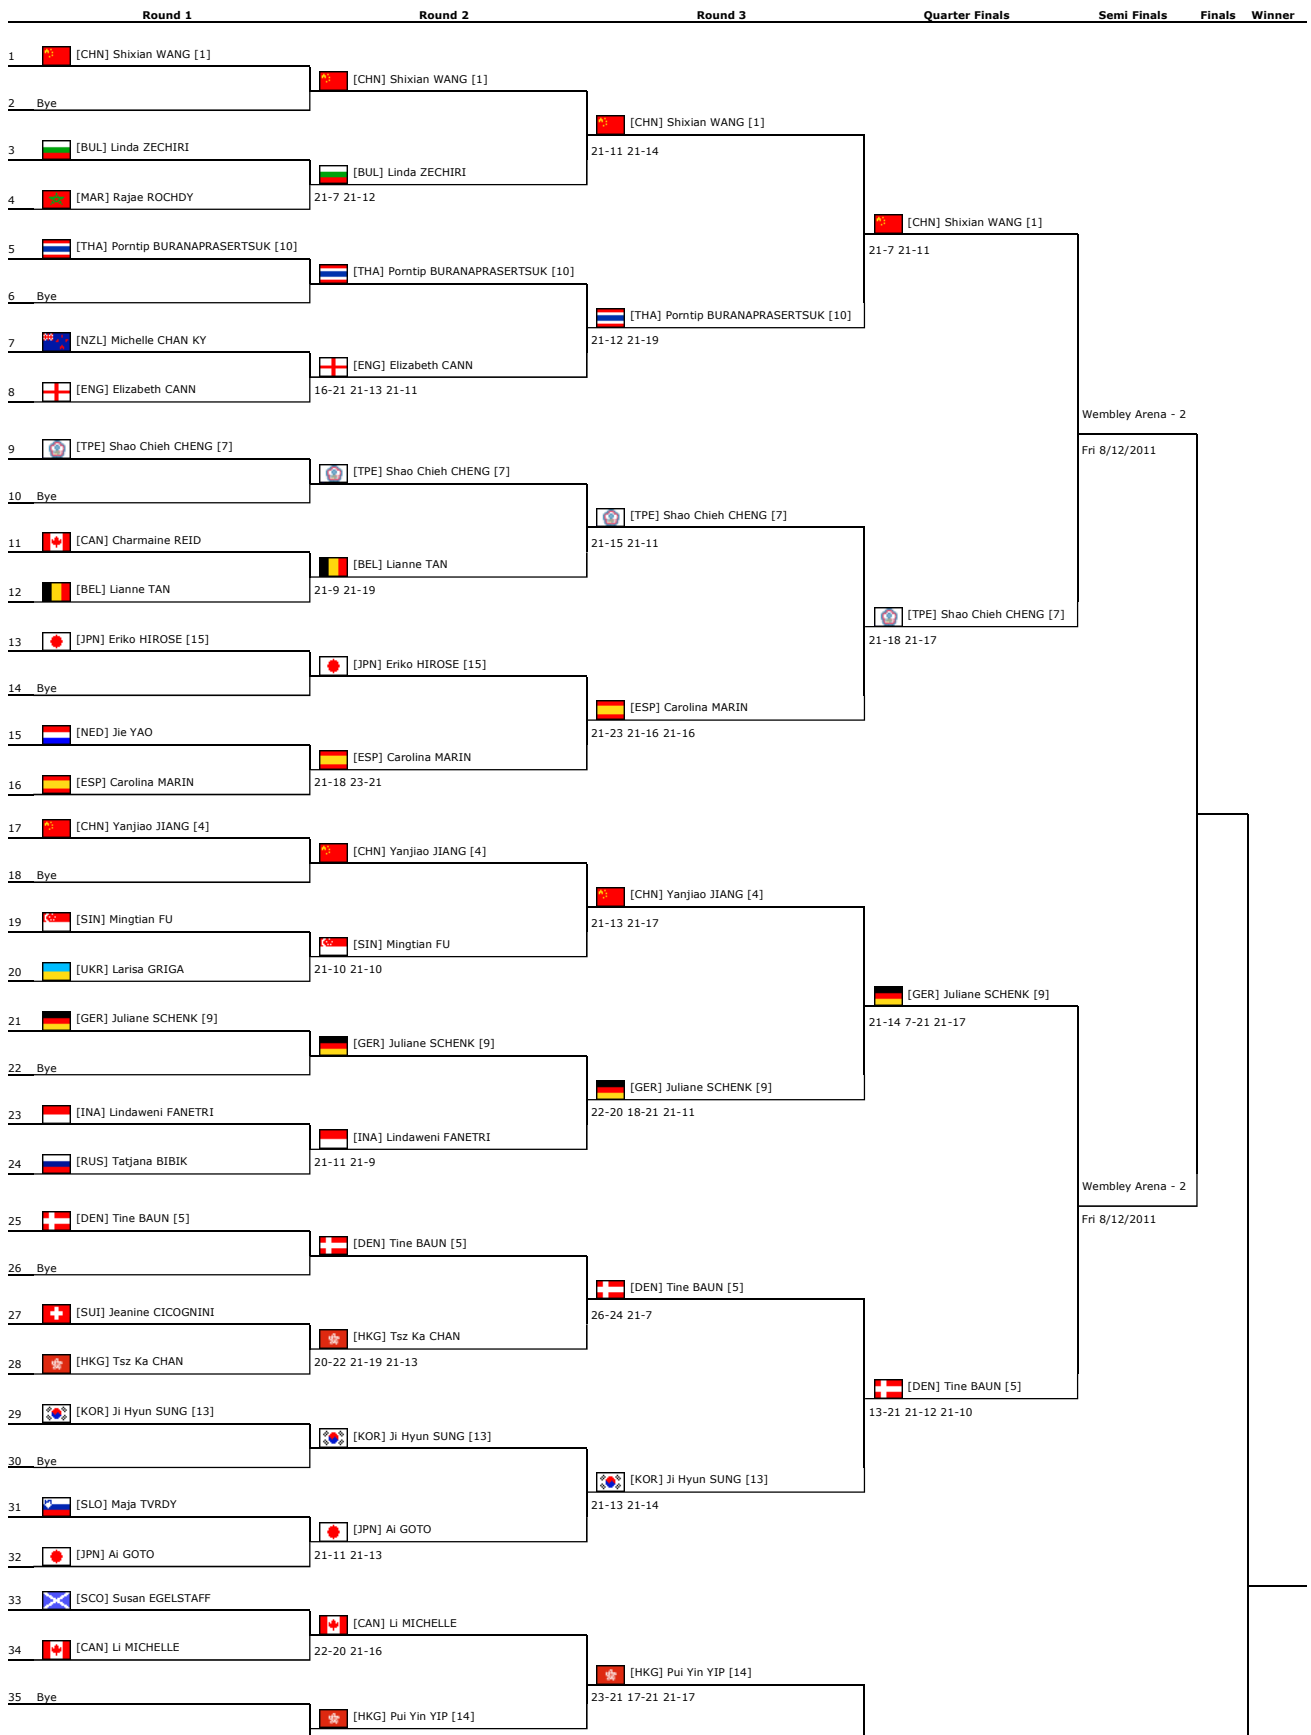 Round 1 Round 2 Round 3 Quarter Finals Semi Finals Finals Winner
1 [CHN] Shixian WANG [1]
[CHN] Shixian WANG [1]
2 Bye
[CHN] Shixian WANG [1]
3 [BUL] Linda ZECHIRI
21-11 21-14
[BUL] Linda ZECHIRI
4 [MAR] Rajae ROCHDY
21-7 21-12
[CHN] Shixian WANG [1]
5 [THA] Porntip BURANAPRASERTSUK [10]
21-7 21-11
[THA] Porntip BURANAPRASERTSUK [10]
6 Bye
[THA] Porntip BURANAPRASERTSUK [10]
7 [NZL] Michelle CHAN KY
21-12 21-19
[ENG] Elizabeth CANN
8 [ENG] Elizabeth CANN
16-21 21-13 21-11
Wembley Arena - 2
9 [TPE] Shao Chieh CHENG [7]
Fri 8/12/2011
[TPE] Shao Chieh CHENG [7]
10 Bye
[TPE] Shao Chieh CHENG [7]
11 [CAN] Charmaine REID
21-15 21-11
[BEL] Lianne TAN
12 [BEL] Lianne TAN
21-9 21-19
[TPE] Shao Chieh CHENG [7]
13 [JPN] Eriko HIROSE [15]
21-18 21-17
[JPN] Eriko HIROSE [15]
14 Bye
[ESP] Carolina MARIN
15 [NED] Jie YAO
21-23 21-16 21-16
[ESP] Carolina MARIN
16 [ESP] Carolina MARIN
21-18 23-21
17 [CHN] Yanjiao JIANG [4]
[CHN] Yanjiao JIANG [4]
18 Bye
[CHN] Yanjiao JIANG [4]
19 [SIN] Mingtian FU
21-13 21-17
[SIN] Mingtian FU
20 [UKR] Larisa GRIGA
21-10 21-10
[GER] Juliane SCHENK [9]
21 [GER] Juliane SCHENK [9]
21-14 7-21 21-17
[GER] Juliane SCHENK [9]
22 Bye
[GER] Juliane SCHENK [9]
23 [INA] Lindaweni FANETRI
22-20 18-21 21-11
[INA] Lindaweni FANETRI
24 [RUS] Tatjana BIBIK
21-11 21-9
Wembley Arena - 2
25 [DEN] Tine BAUN [5]
Fri 8/12/2011
[DEN] Tine BAUN [5]
26 Bye
[DEN] Tine BAUN [5]
27 [SUI] Jeanine CICOGNINI
26-24 21-7
[HKG] Tsz Ka CHAN
28 [HKG] Tsz Ka CHAN
20-22 21-19 21-13
[DEN] Tine BAUN [5]
29 [KOR] Ji Hyun SUNG [13]
13-21 21-12 21-10
[KOR] Ji Hyun SUNG [13]
30 Bye
[KOR] Ji Hyun SUNG [13]
31 [SLO] Maja TVRDY
21-13 21-14
[JPN] Ai GOTO
32 [JPN] Ai GOTO
21-11 21-13
33 [SCO] Susan EGELSTAFF
[CAN] Li MICHELLE
34 [CAN] Li MICHELLE
22-20 21-16
[HKG] Pui Yin YIP [14]
35 Bye
23-21 17-21 21-17
[HKG] Pui Yin YIP [14]